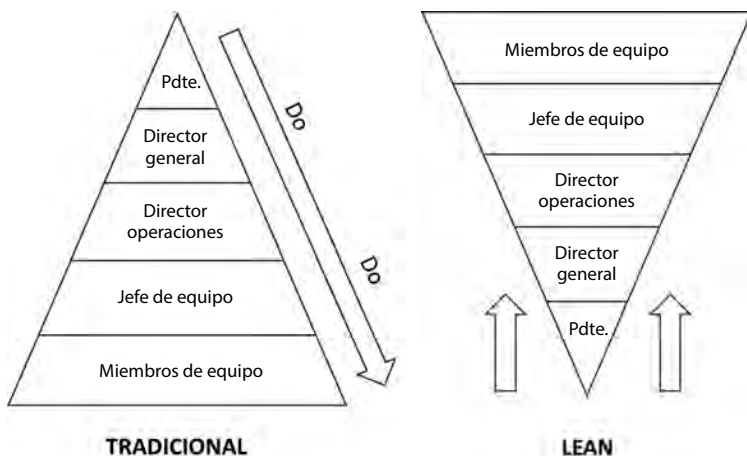 Pdte.
Director
general
Director
operaciones
Jefe de equipo
Miembros de equipo
Do
Do
TRADICIONAL
Miembros de equipo
Jefe de equipo
Director
operaciones
Director
general
Pdte.
LEAN